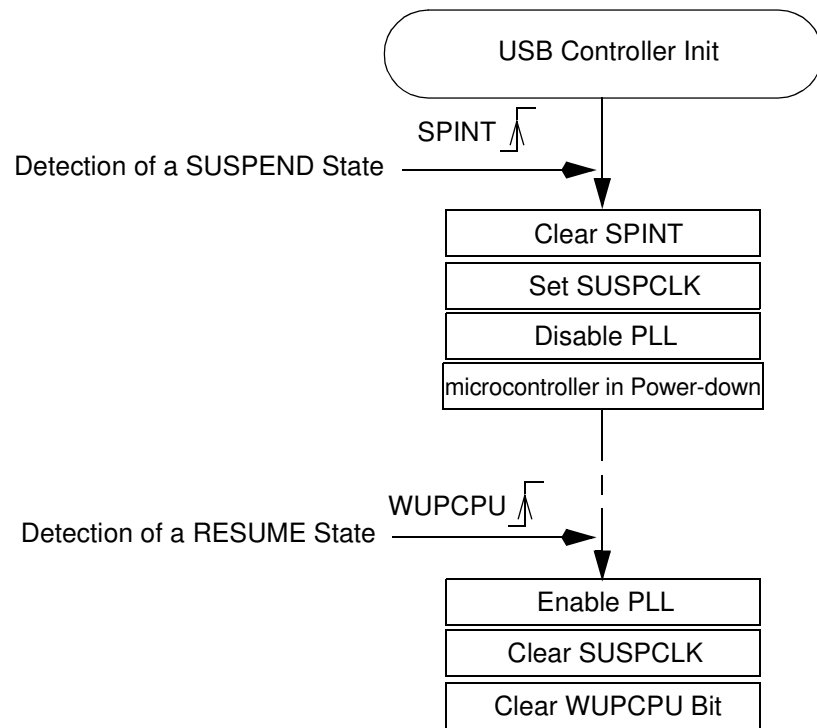 USB Controller Init
SPINT
Detection of a SUSPEND State
Clear SPINT
Set SUSPCLK
Disable PLL
microcontroller in Power-down
WUPCPU
Detection of a RESUME State
Enable PLL
Clear SUSPCLK
Clear WUPCPU Bit